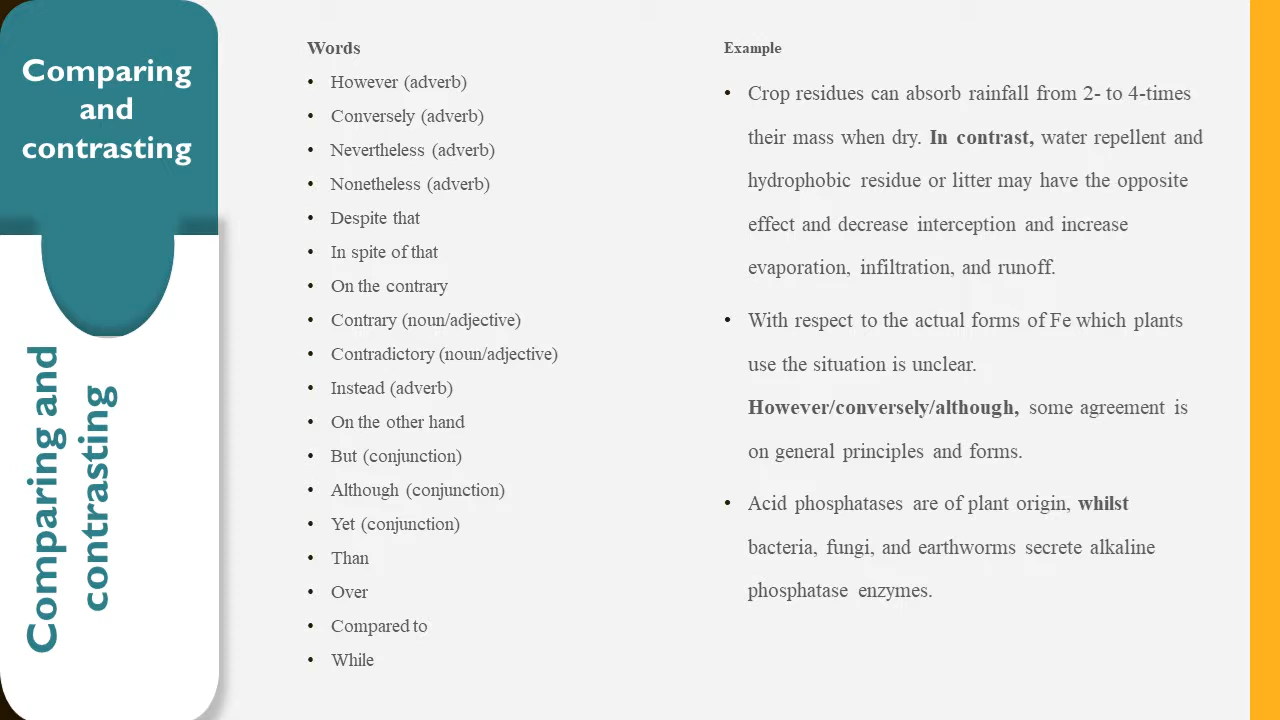 Comparing
and
contrasting
Comparing and
contrasting
Words
• However (adverb)
• Conversely (adverb)
• Nevertheless (adverb)
• Nonetheless (adverb)
• Despite that
• In spite of that
• On the contrary
• Contrary (noun/adjective)
• Contradictory (noun/adjective)
• Instead (adverb)
• On the other hand
• But (conjunction)
• Although (conjunction)
• Yet (conjunction)
• Than
• Over
• Compared to
• While
Example
• Crop residues can absorb rainfall from 2- to 4-times
their mass when dry. In contrast, water repellent and
hydrophobic residue or litter may have the opposite
effect and decrease interception and increase
evaporation, infiltration, and runoff.
• With respect to the actual forms of Fe which plants
use the situation is unclear.
However/conversely/although, some agreement is
on general principles and forms.
• Acid phosphatases are of plant origin, whilst
bacteria, fungi, and earthworms secrete alkaline
phosphatase enzymes.